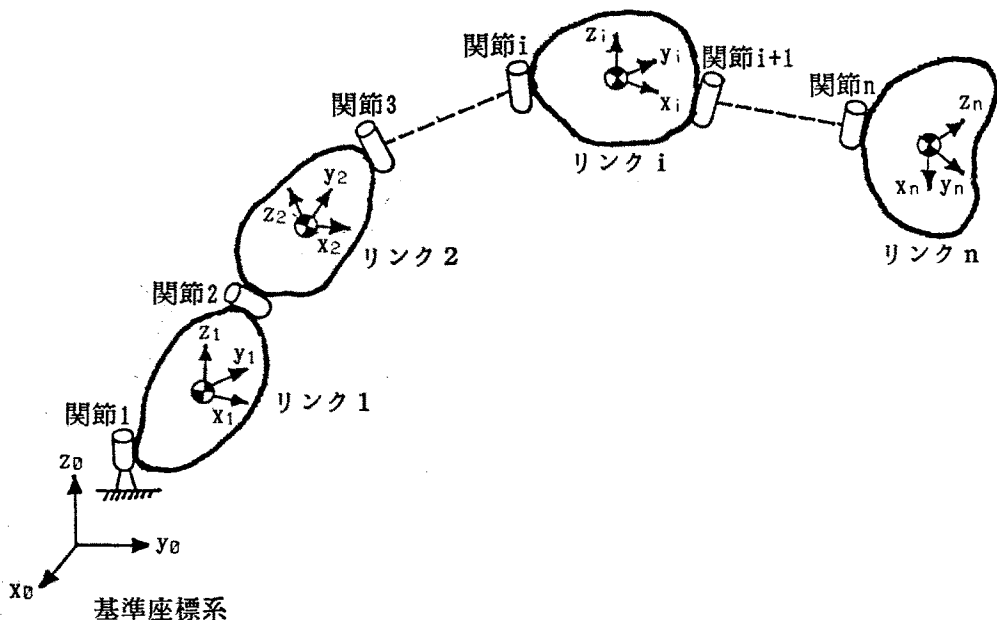 関節i
zi
yi
xi
関節i+1
リンクi
関節n
zn
xn
yn
リンクn
関節3
y2
z2
x2
リンク2
関節2
z1
y1
x1
リンク1
関節1
z0
y0
x0
基準座標系